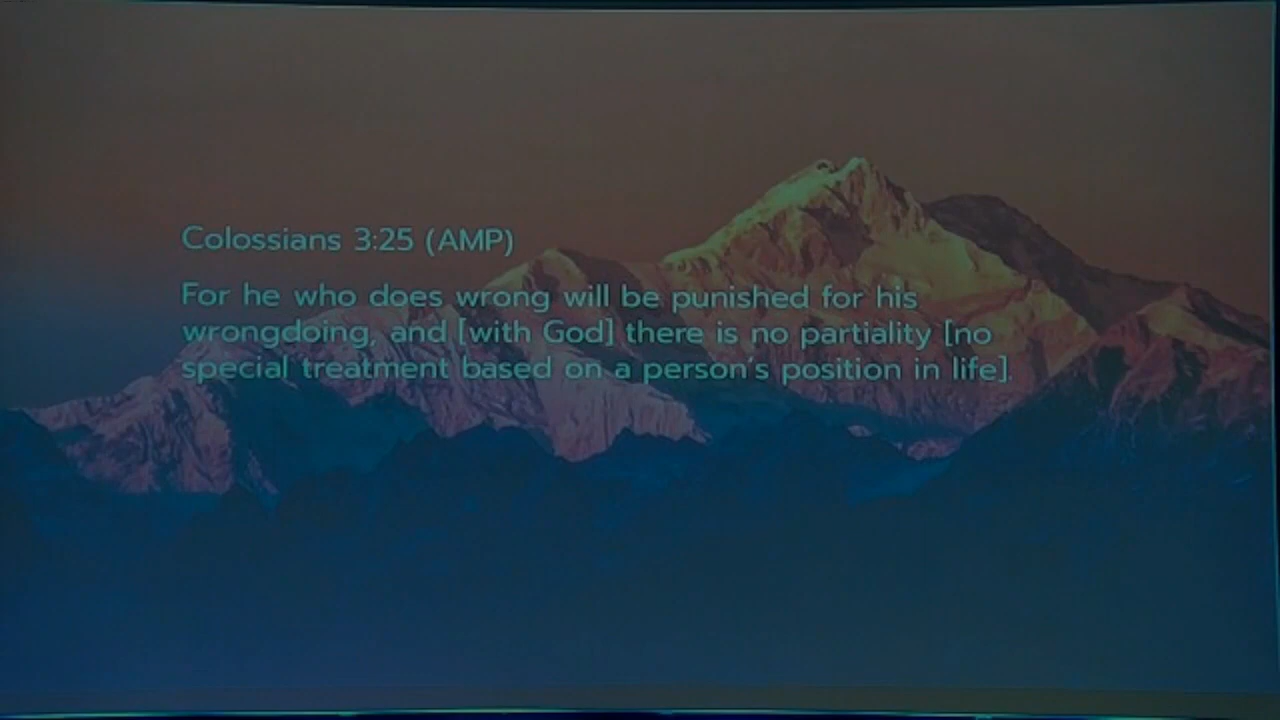 Colossians 3:25 (AMP)
For he who does wrong will be punished for his
wrongdoing, and [with God] there is no partiality [no
special treatment based on a person's position in life].